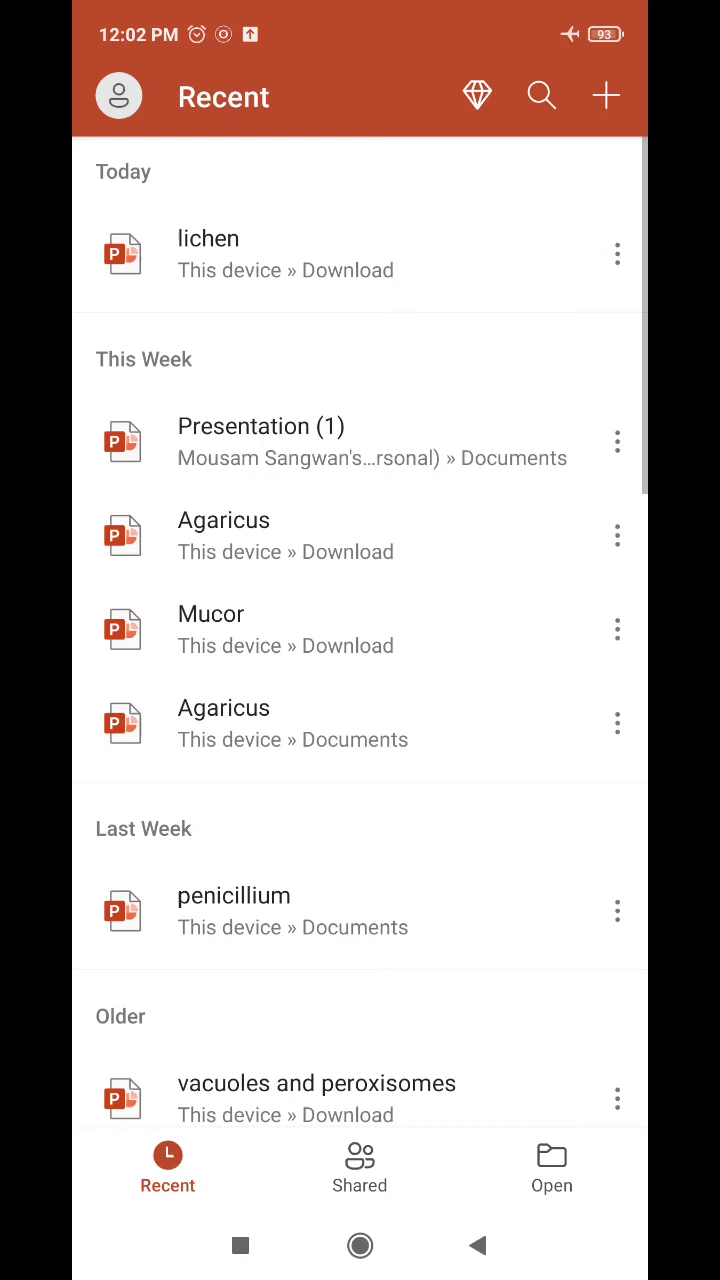 12:02 PM
93
Recent
Today
lichen
This device » Download
This Week
Presentation (1)
Mousam Sangwan's...rsonal) » Documents
Agaricus
This device » Download
Mucor
This device » Download
Agaricus
This device » Documents
Last Week
penicillium
This device » Documents
Older
vacuoles and peroxisomes
This device » Download
Recent
Shared
Open